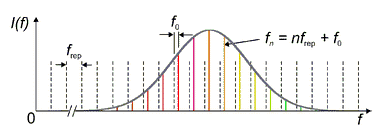 I(f)
f₀
fₙ = nf_rep + f₀
f_rep
0
f